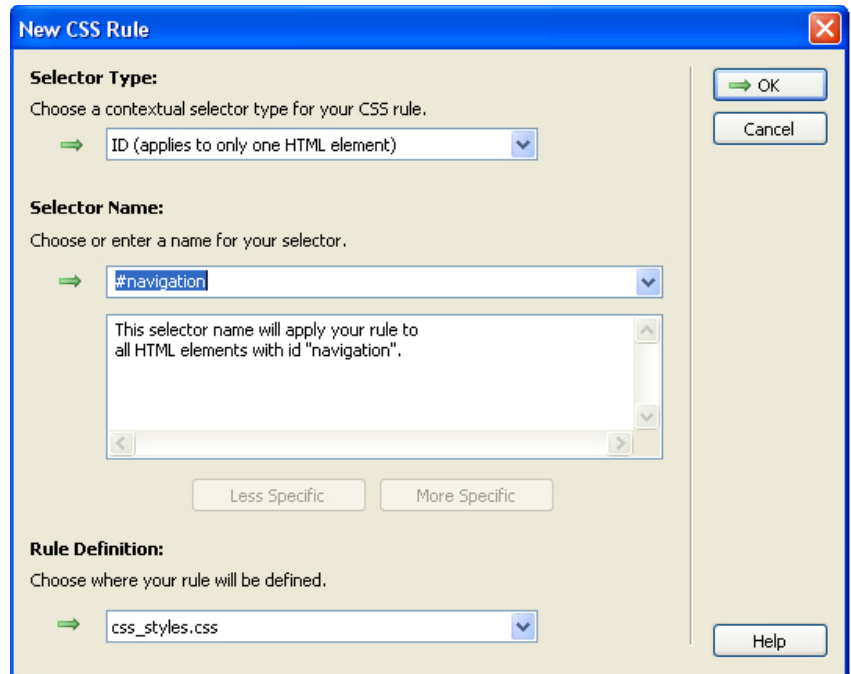 New CSS Rule
Selector Type:
Choose a contextual selector type for your CSS rule.
ID (applies to only one HTML element)
OK
Cancel
Selector Name:
Choose or enter a name for your selector.
#navigation
This selector name will apply your rule to
all HTML elements with id "navigation".
Less Specific
More Specific
Rule Definition:
Choose where your rule will be defined.
css_styles.css
Help